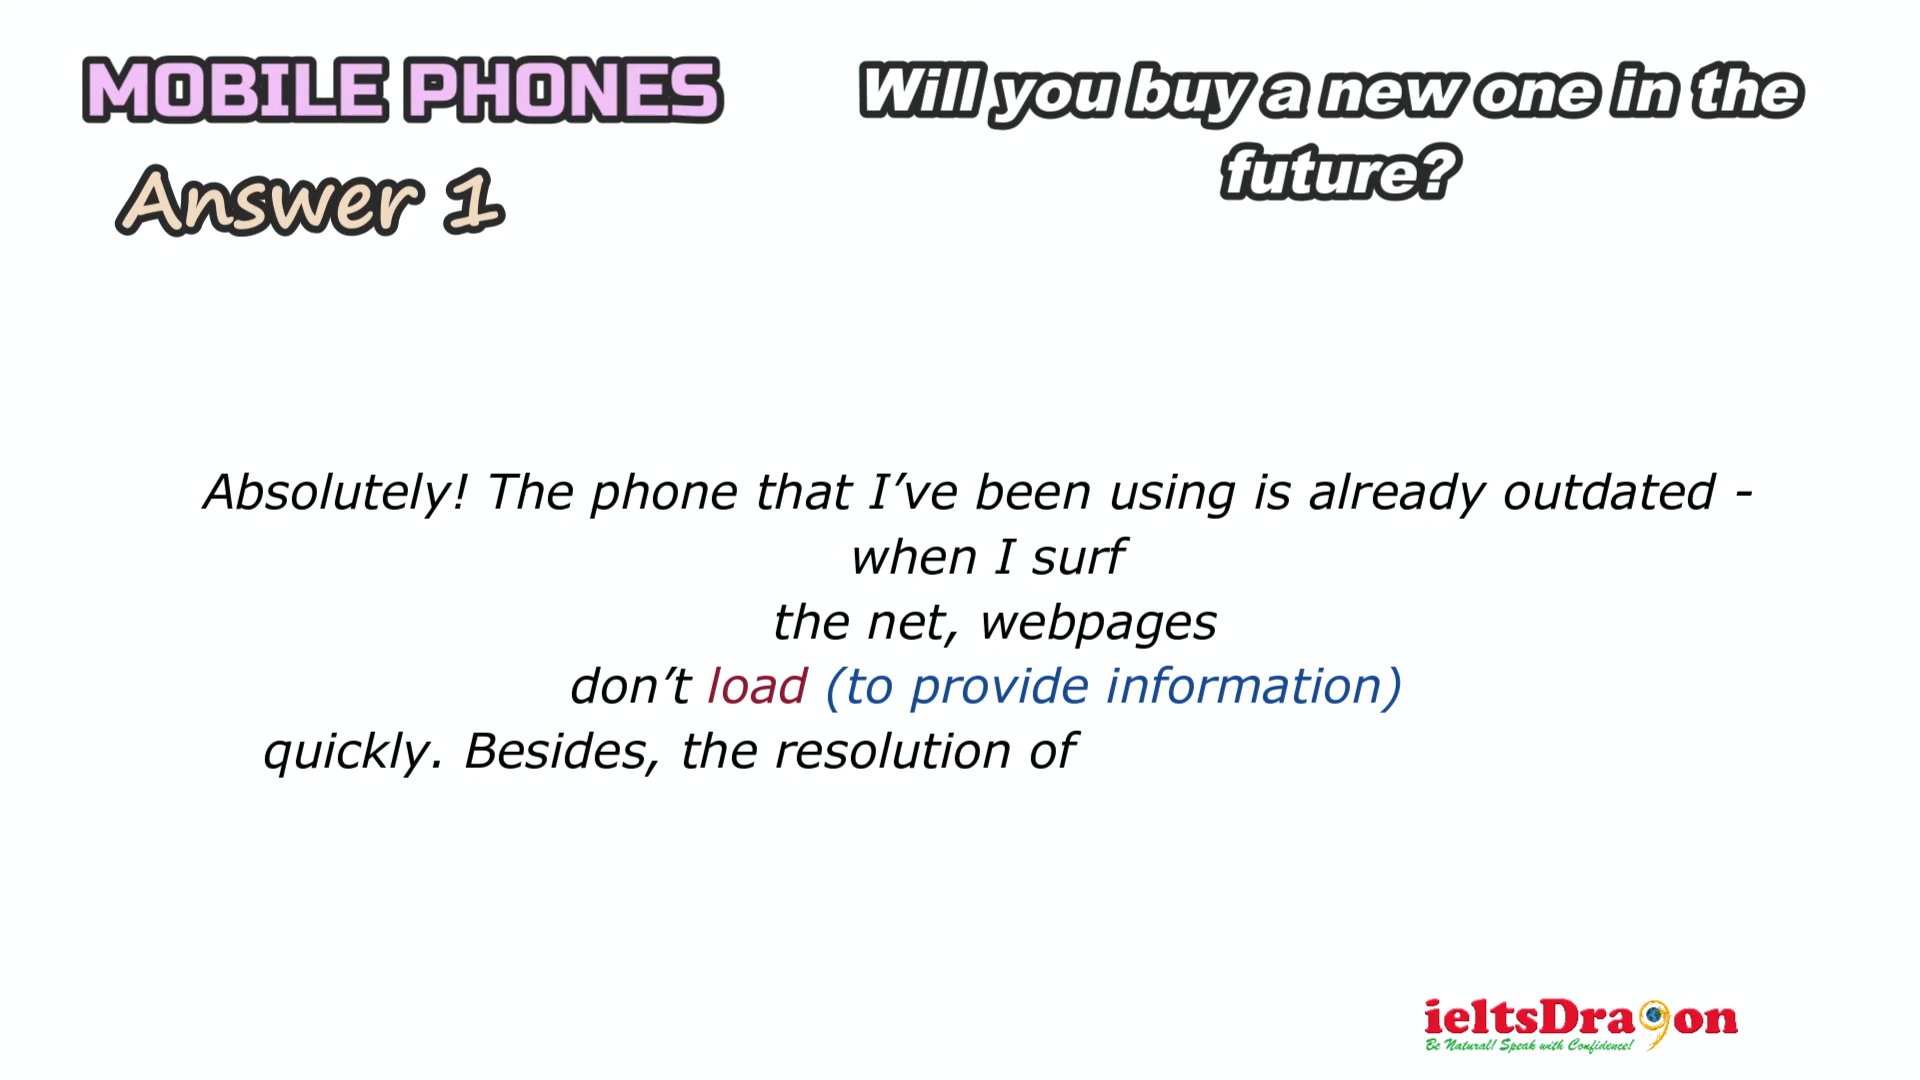 MOBILE PHONES
Will you buy a new one in the
future?
Answer 1
Absolutely! The phone that I’ve been using is already outdated -
when I surf
the net, webpages
don’t load (to provide information)
quickly. Besides, the resolution of
ieltsDra9on
Be Natural! Speak with Confidence!